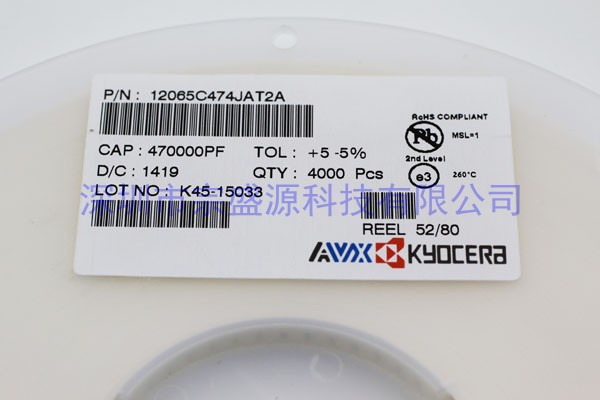 P/N : 12065C474JAT2A
RoHS COMPLIANT
Pb
MSL=1
2nd Level
CAP : 470000PF TOL : +5 -5%
D/C : 1419 QTY : 4000 Pcs
e3 260°C
LOT NO : K45-15033
深圳市京盛源科技有限公司
REEL 52/80
AVX KYOCERA